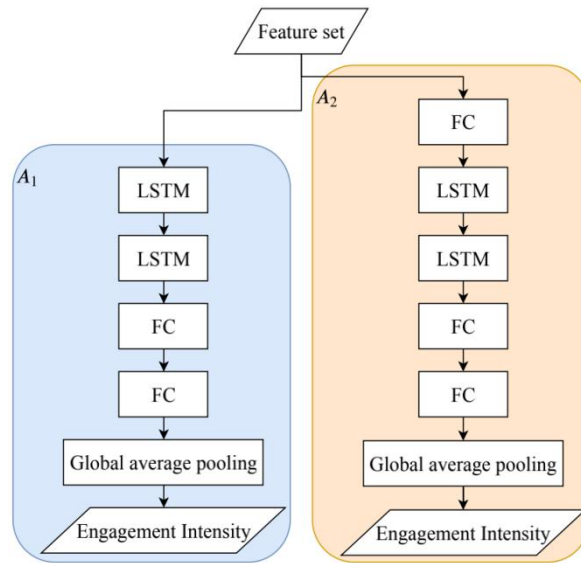 Feature set
A1
LSTM
LSTM
FC
FC
Global average pooling
Engagement Intensity
A2
FC
LSTM
LSTM
FC
FC
Global average pooling
Engagement Intensity